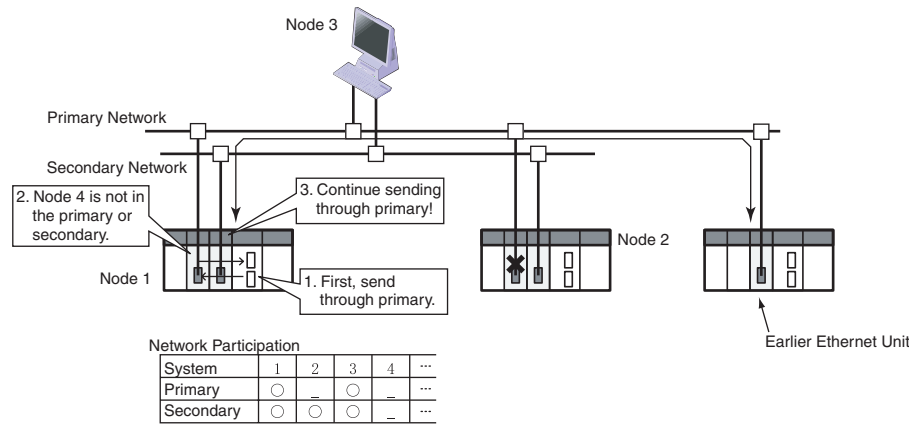 Node 3
Primary Network
Secondary Network
2. Node 4 is not in
the primary or
secondary.
3. Continue sending
through primary!
Node 1
1. First, send
through primary.
Node 2
Earlier Ethernet Unit
Network Participation
System 1 2 3 4 ...
Primary ○ _ ○ _ ...
Secondary ○ ○ ○ _ ...